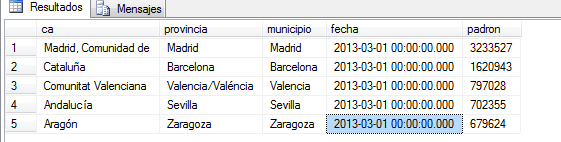 Resultados Mensajes
ca provincia municipio fecha padron
1 Madrid, Comunidad de Madrid Madrid 2013-03-01 00:00:00.000 3233527
2 Cataluña Barcelona Barcelona 2013-03-01 00:00:00.000 1620943
3 Comunitat Valenciana Valencia/Valéncia Valencia 2013-03-01 00:00:00.000 797028
4 Andalucía Sevilla Sevilla 2013-03-01 00:00:00.000 702355
5 Aragón Zaragoza Zaragoza 2013-03-01 00:00:00.000 679624